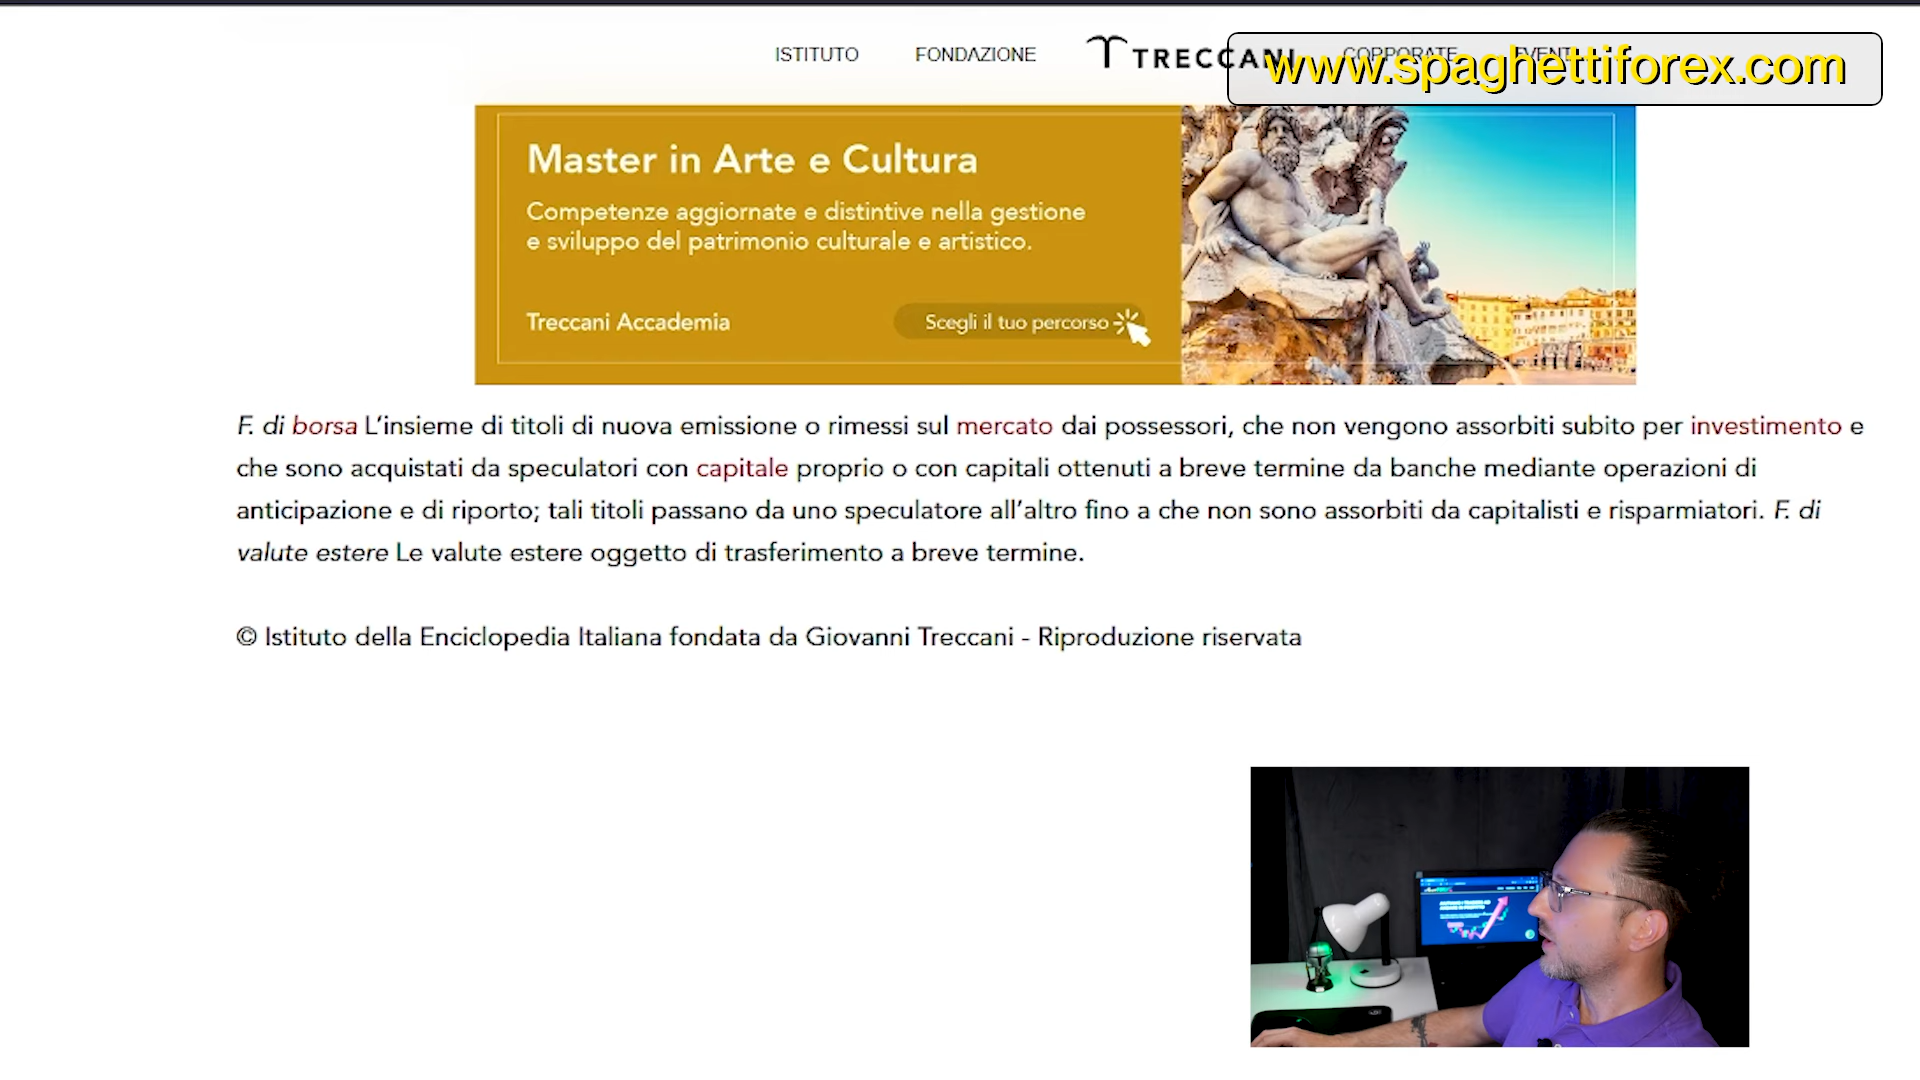 ISTITUTO FONDAZIONE TRECCANI CORPORATE EVENTI
www.spaghettiforex.com
Master in Arte e Cultura
Competenze aggiornate e distintive nella gestione
e sviluppo del patrimonio culturale e artistico.
Treccani Accademia
Scegli il tuo percorso
F. di borsa L'insieme di titoli di nuova emissione o rimessi sul mercato dai possessori, che non vengono assorbiti subito per investimento e
che sono acquistati da speculatori con capitale proprio o con capitali ottenuti a breve termine da banche mediante operazioni di
anticipazione e di riporto; tali titoli passano da uno speculatore all'altro fino a che non sono assorbiti da capitalisti e risparmiatori. F. di
valute estere Le valute estere oggetto di trasferimento a breve termine.
© Istituto della Enciclopedia Italiana fondata da Giovanni Treccani - Riproduzione riservata